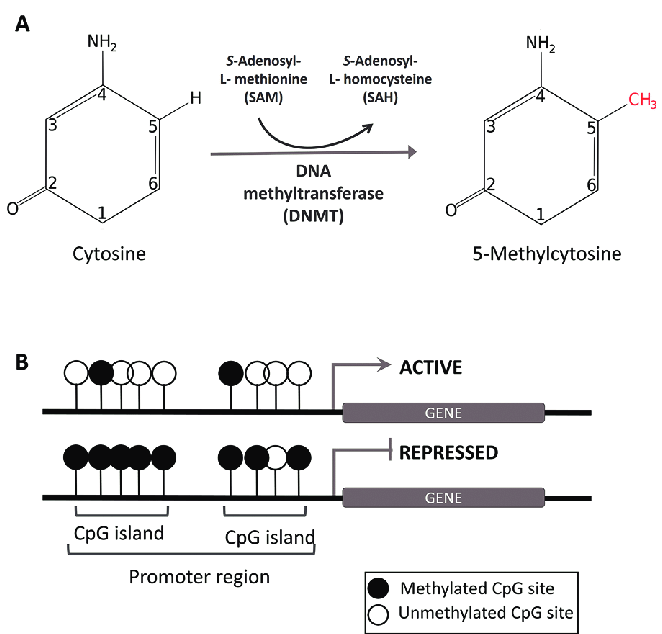 A
NH2
4
3
5
H
2
6
1
O
Cytosine
S-Adenosyl-
L- methionine
(SAM)
S-Adenosyl-
L- homocysteine
(SAH)
DNA
methyltransferase
(DNMT)
NH2
4
3
5
CH3
2
6
1
O
5-Methylcytosine
B
ACTIVE
GENE
REPRESSED
GENE
CpG island
CpG island
Promoter region
Methylated CpG site
Unmethylated CpG site